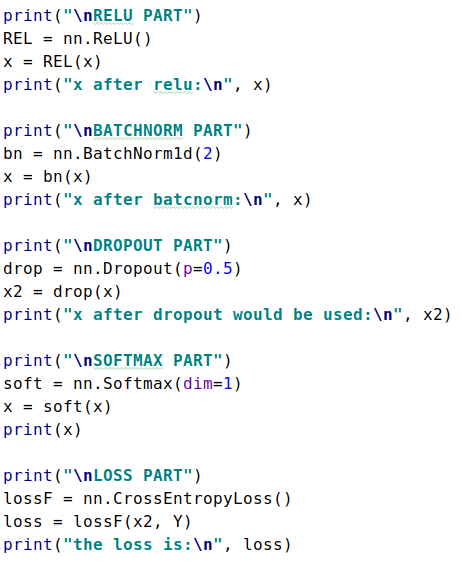 print("\nRELU PART")
REL = nn.ReLU()
x = REL(x)
print("x after relu:\n", x)
print("\nBATCHNORM PART")
bn = nn.BatchNorm1d(2)
x = bn(x)
print("x after batcnorm:\n", x)
print("\nDROPOUT PART")
drop = nn.Dropout(p=0.5)
x2 = drop(x)
print("x after dropout would be used:\n", x2)
print("\nSOFTMAX PART")
soft = nn.Softmax(dim=1)
x = soft(x)
print(x)
print("\nLOSS PART")
lossF = nn.CrossEntropyLoss()
loss = lossF(x2, Y)
print("the loss is:\n", loss)